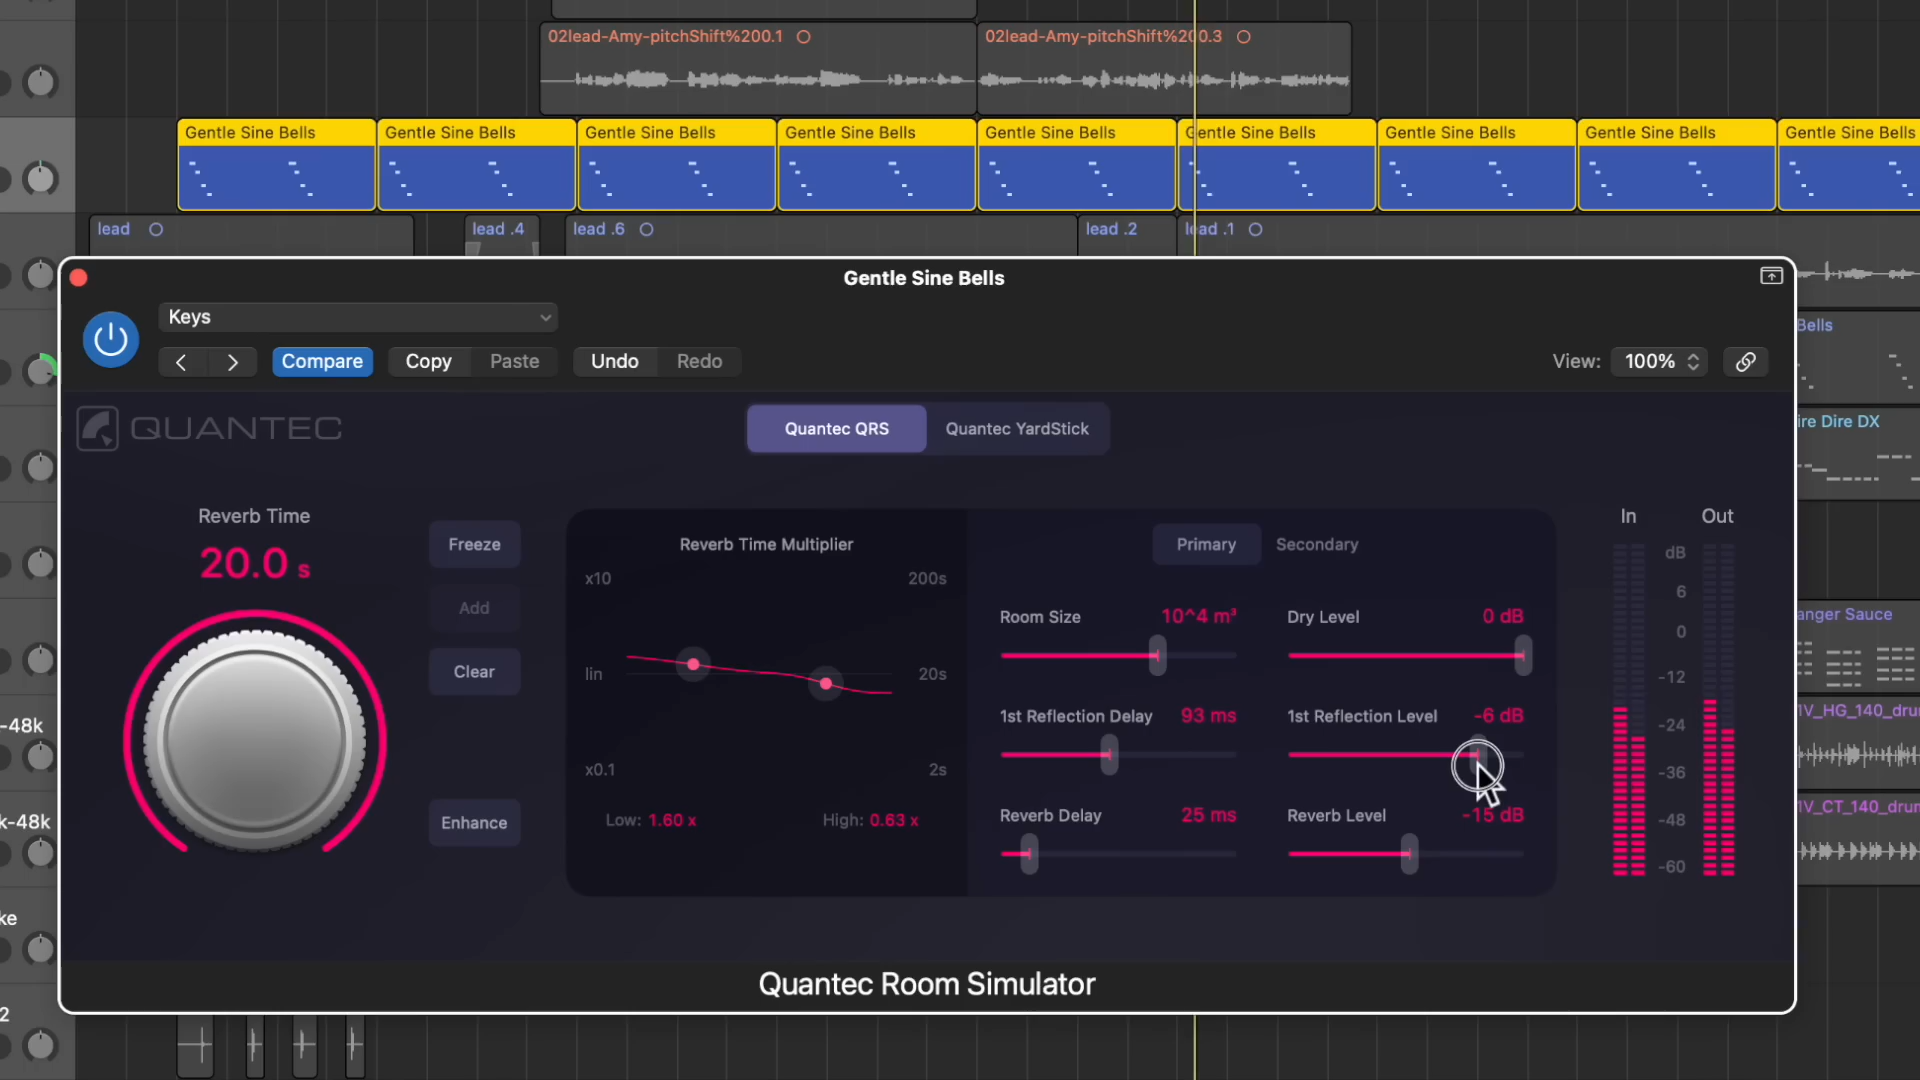 02lead-Amy-pitchShift%200.1
02lead-Amy-pitchShift%200.3
Gentle Sine Bells
Gentle Sine Bells
Gentle Sine Bells
Gentle Sine Bells
Gentle Sine Bells
Gentle Sine Bells
Gentle Sine Bells
Gentle Sine Bells
Gentle Sine Bells
lead
lead .4
lead .6
lead .2
lead .1
Gentle Sine Bells
Keys
Compare
Copy
Paste
Undo
Redo
View:
100%
Bells
QUANTEC
Quantec QRS
Quantec YardStick
ire Dire DX
Reverb Time
20.0 s
Freeze
Add
Clear
Enhance
Reverb Time Multiplier
x10
200s
lin
20s
x0.1
2s
Low: 1.60 x
High: 0.63 x
Primary
Secondary
Room Size
10^4 m³
Dry Level
0 dB
1st Reflection Delay
93 ms
1st Reflection Level
-6 dB
Reverb Delay
25 ms
Reverb Level
-15 dB
In
Out
dB
6
0
-12
-24
-36
-48
-60
anger Sauce
1V_HG_140_drun
1V_CT_140_drun
-48k
k-48k
ke
2
Quantec Room Simulator